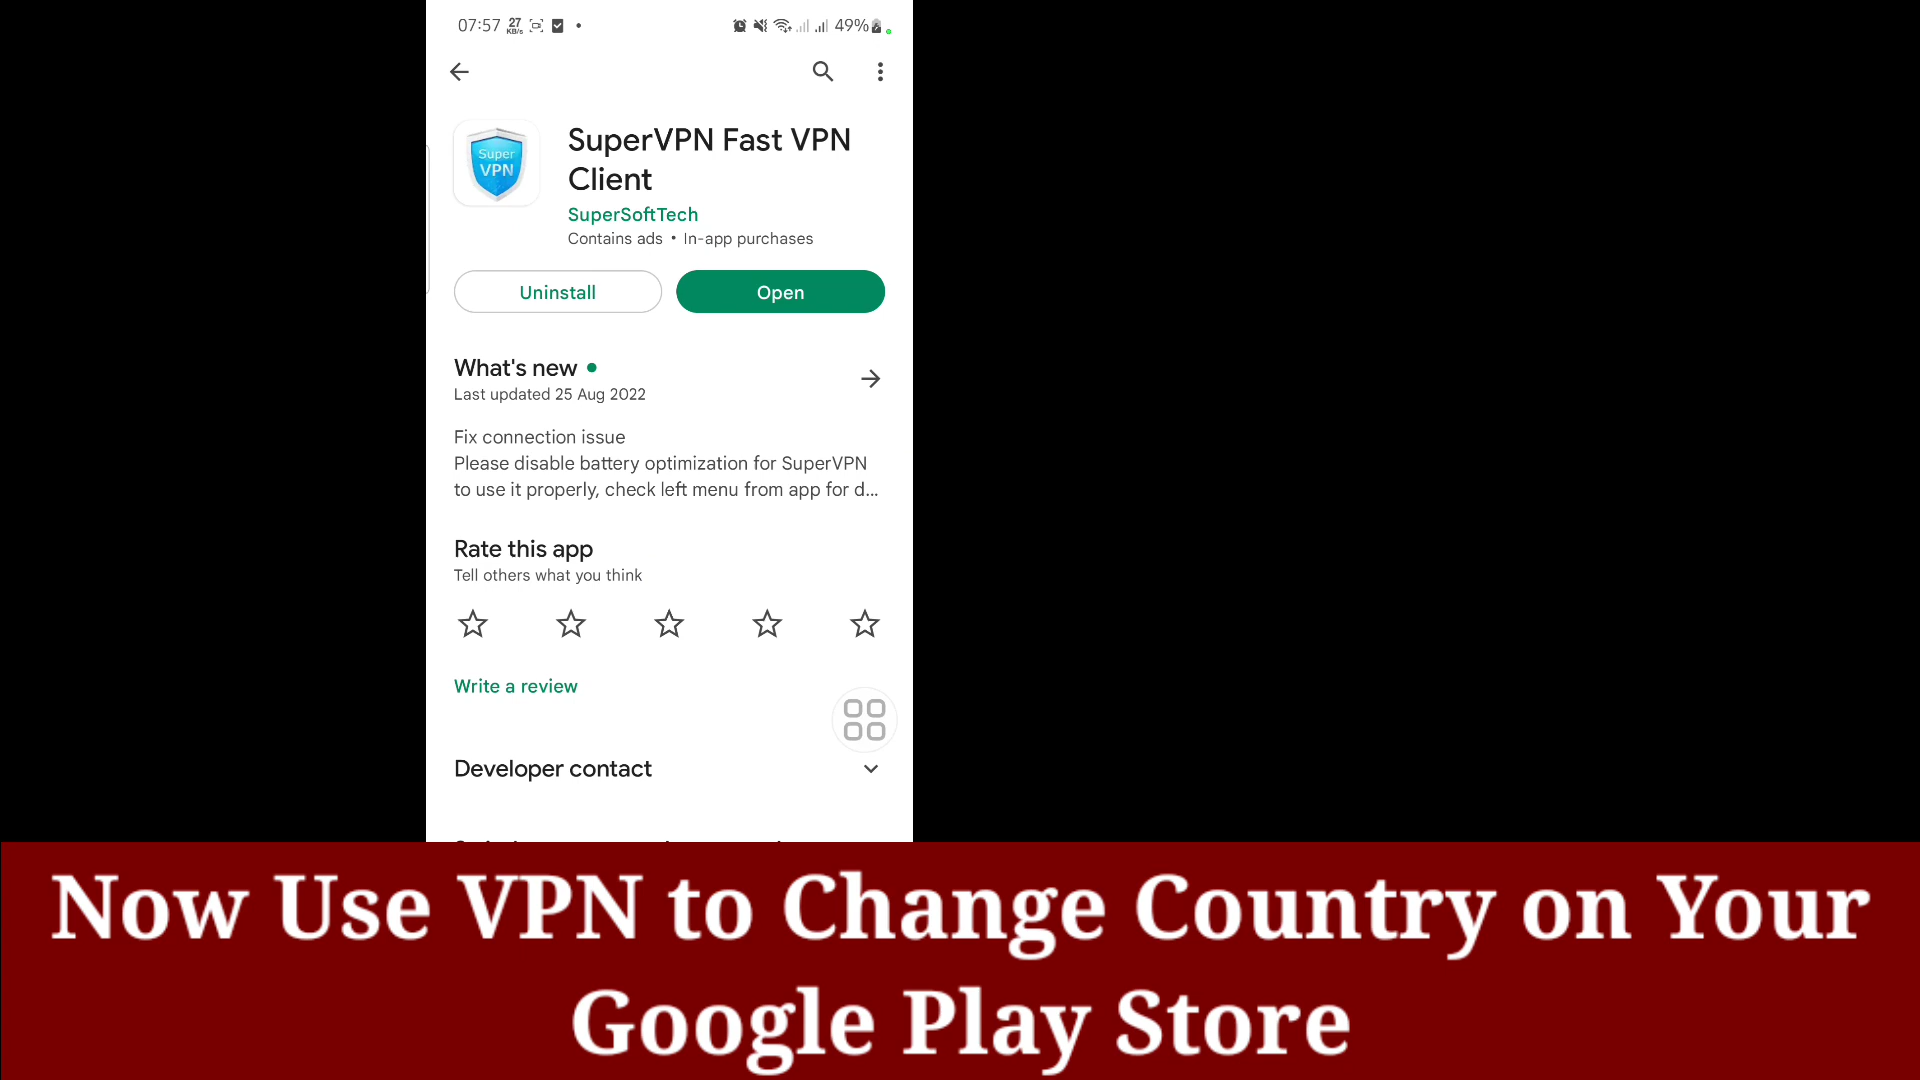 07:57 27 KB/s 49%
Super
VPN
SuperVPN Fast VPN
Client
SuperSoftTech
Contains ads • In-app purchases
Uninstall
Open
What's new
Last updated 25 Aug 2022
Fix connection issue
Please disable battery optimization for SuperVPN
to use it properly, check left menu from app for d...
Rate this app
Tell others what you think
Write a review
Developer contact
Now Use VPN to Change Country on Your
Google Play Store